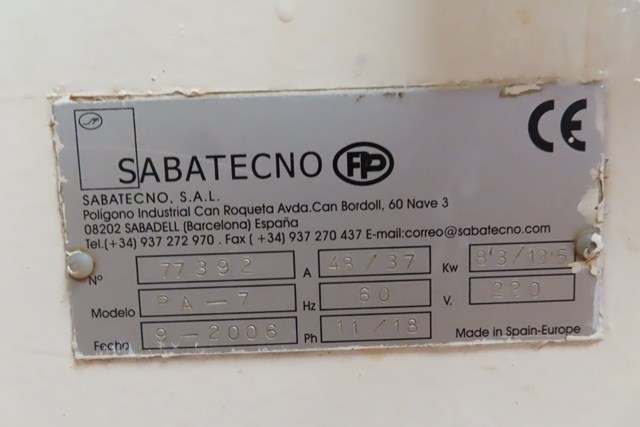 CE
SABATECNO FP
SABATECNO, S.A.L.
Polígono Industrial Can Roqueta Avda.Can Bordoll, 60 Nave 3
08202 SABADELL (Barcelona) España
Tel.(+34) 937 272 970 . Fax ( +34) 937 270 437 E-mail:correo@sabatecno.com
Nº 77392 A 48/37 Kw 8'3/13'5
Modelo PA-7 Hz 60 V. 220
Fecha 9-2006 Ph 11/18 Made in Spain-Europe